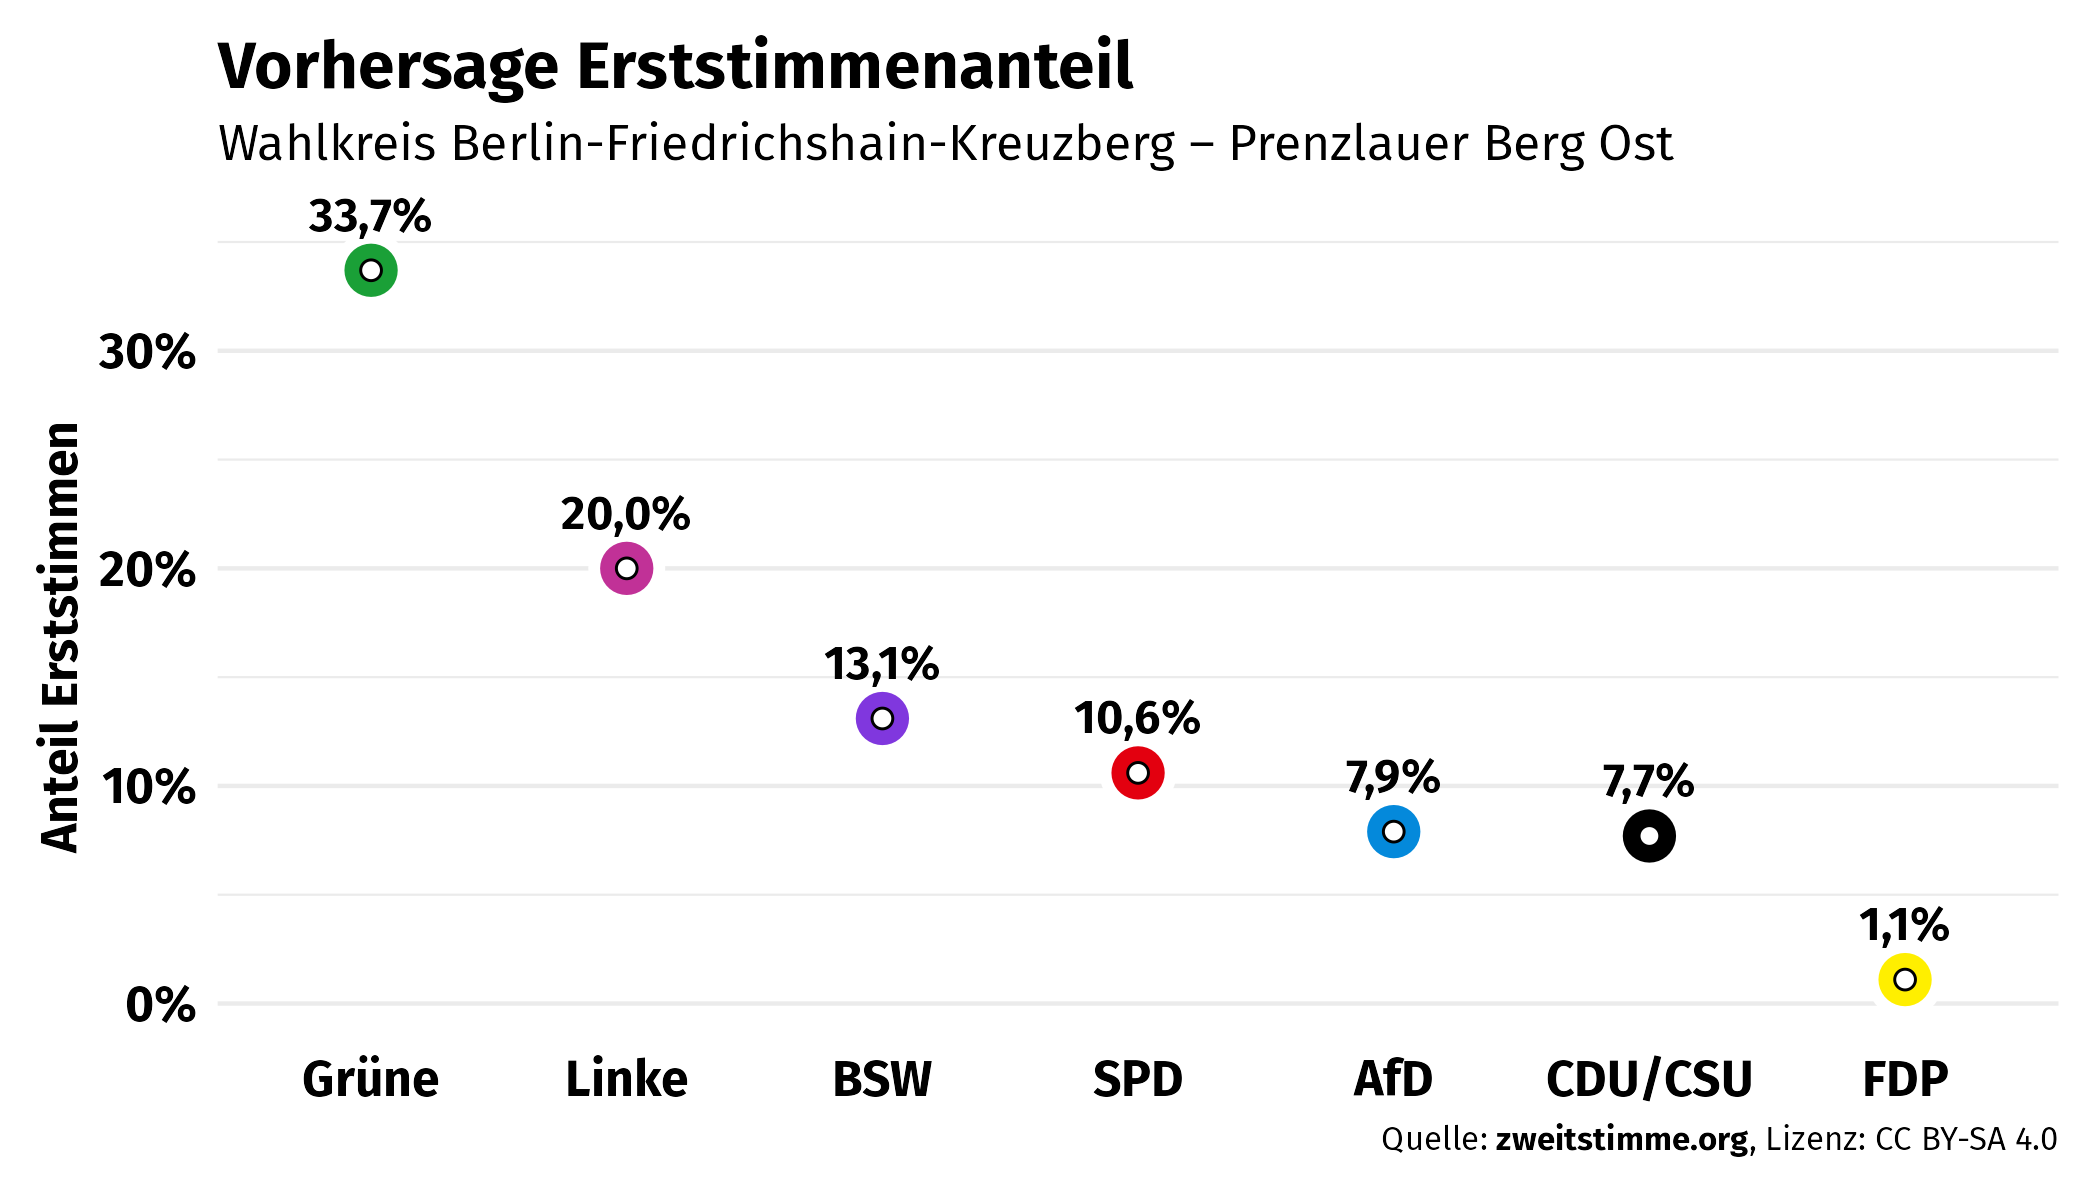 Vorhersage Erststimmenanteil
Wahlkreis Berlin-Friedrichshain-Kreuzberg – Prenzlauer Berg Ost
Anteil Erststimmen
30%
20%
10%
0%
33,7%
20,0%
13,1%
10,6%
7,9%
7,7%
1,1%
Grüne Linke BSW SPD AfD CDU/CSU FDP
Quelle: zweitstimme.org, Lizenz: CC BY-SA 4.0